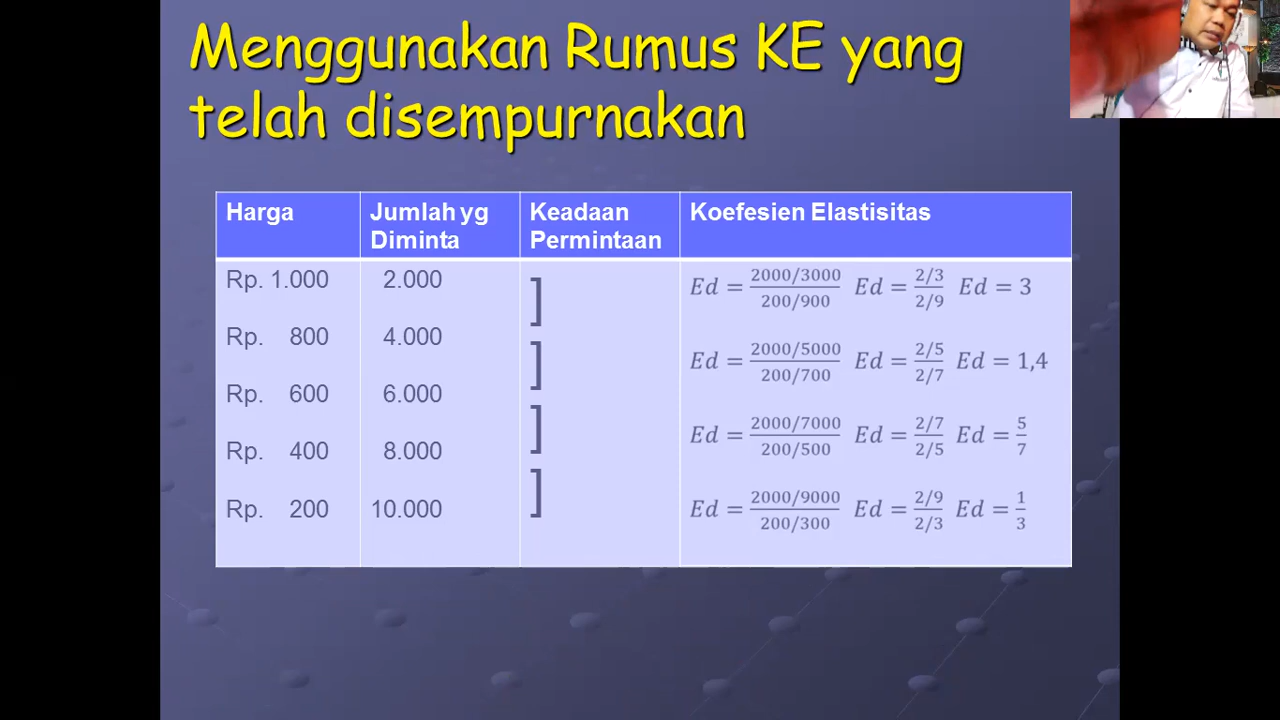 Menggunakan Rumus KE yang
telah disempurnakan
Harga Jumlah yg Diminta Keadaan Permintaan Koefesien Elastisitas
Rp. 1.000 2.000 ] Ed = 2000/3000 / 200/900 Ed = 2/3 / 2/9 Ed = 3
Rp. 800 4.000 ] Ed = 2000/5000 / 200/700 Ed = 2/5 / 2/7 Ed = 1,4
Rp. 600 6.000 ] Ed = 2000/7000 / 200/500 Ed = 2/7 / 2/5 Ed = 5/7
Rp. 400 8.000 ] Ed = 2000/9000 / 200/300 Ed = 2/9 / 2/3 Ed = 1/3
Rp. 200 10.000